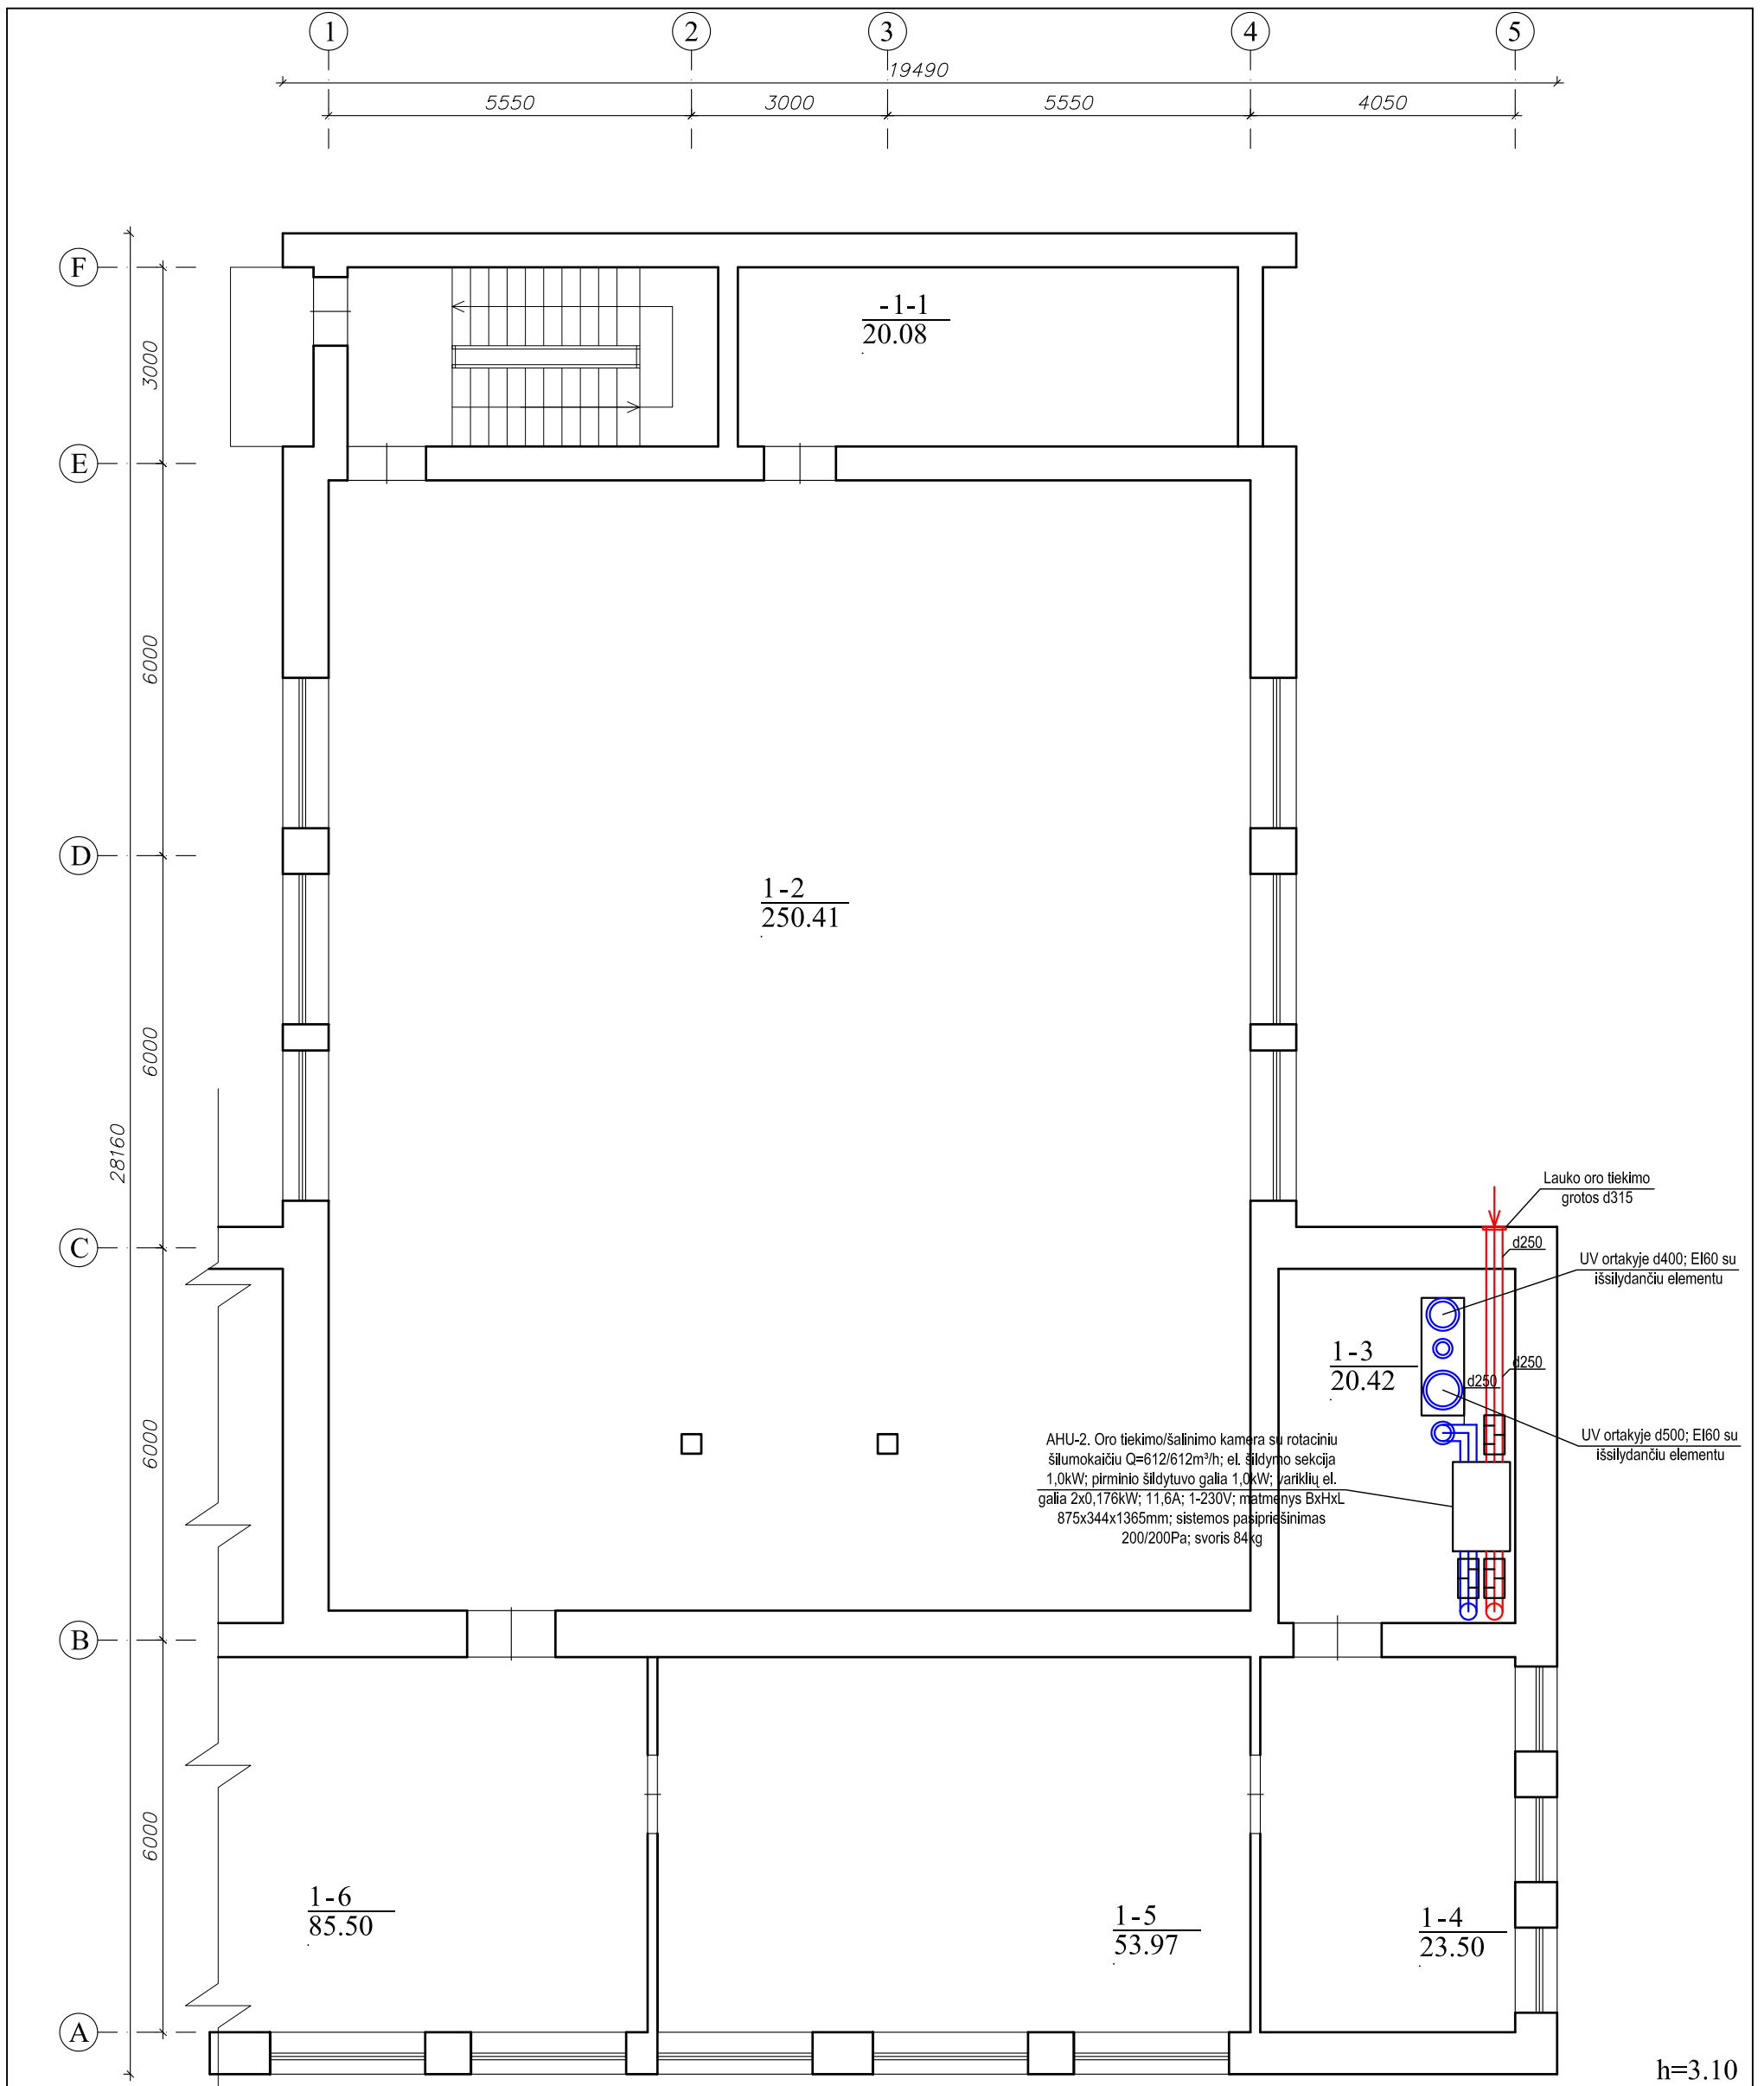 1
2
3
4
5
19490
5550
3000
5550
4050
F
-1-1
20.08
3000
E
6000
D
1-2
250.41
6000
28160
Lauko oro tiekimo
grotos d315
C
d250
UV ortakyje d400; EI60 su
išsilydančiu elementu
1-3
20.42
d250
d250
6000
AHU-2. Oro tiekimo/šalinimo kamera su rotaciniu
šilumokaičiu Q=612/612m³/h; el. šildymo sekcija
1,0kW; pirminio šildytuvo galia 1,0kW; variklių el.
galia 2x0,176kW; 11,6A; 1-230V; matmenys BxHxL
875x344x1365mm; sistemos pasipriešinimas
200/200Pa; svoris 84kg
UV ortakyje d500; EI60 su
išsilydančiu elementu
B
6000
1-6
85.50
1-5
53.97
1-4
23.50
A
h=3.10